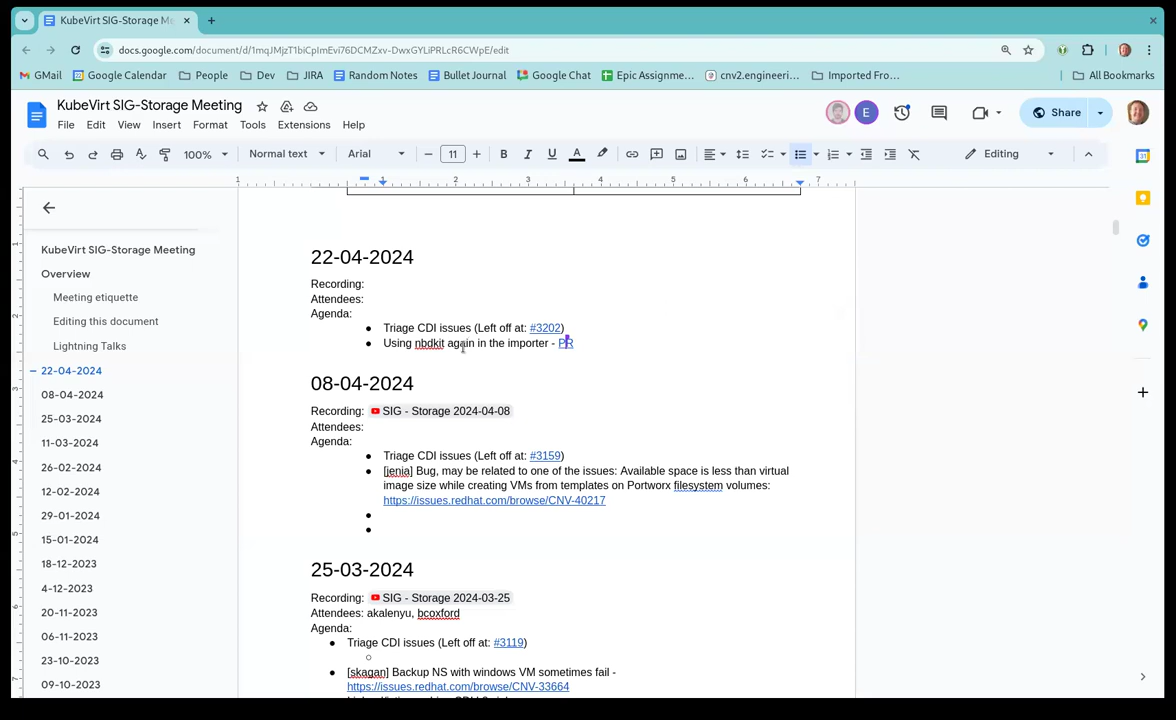 KubeVirt SIG-Storage Me
docs.google.com/document/d/1mqJMjzT1biCpImEvi76DCMZxv-DwxGYLiPRLcR6CWpE/edit
GMail Google Calendar People Dev JIRA Random Notes Bullet Journal Google Chat Epic Assignme... cnv2.engineeri... Imported Fro... All Bookmarks
KubeVirt SIG-Storage Meeting
File Edit View Insert Format Tools Extensions Help
E
Share
100% Normal text Arial 11 B I U A Editing
1 1 2 3 4 5 6 7
KubeVirt SIG-Storage Meeting
Overview
Meeting etiquette
Editing this document
Lightning Talks
22-04-2024
08-04-2024
25-03-2024
11-03-2024
26-02-2024
12-02-2024
29-01-2024
15-01-2024
18-12-2023
4-12-2023
20-11-2023
06-11-2023
23-10-2023
09-10-2023
22-04-2024
Recording:
Attendees:
Agenda:
● Triage CDI issues (Left off at: #3202)
● Using nbdkit again in the importer - PR
08-04-2024
Recording: SIG - Storage 2024-04-08
Attendees:
Agenda:
● Triage CDI issues (Left off at: #3159)
● [jenia] Bug, may be related to one of the issues: Available space is less than virtual
image size while creating VMs from templates on Portworx filesystem volumes:
https://issues.redhat.com/browse/CNV-40217
25-03-2024
Recording: SIG - Storage 2024-03-25
Attendees: akalenyu, bcoxford
Agenda:
● Triage CDI issues (Left off at: #3119)
● [skagan] Backup NS with windows VM sometimes fail -
https://issues.redhat.com/browse/CNV-33664